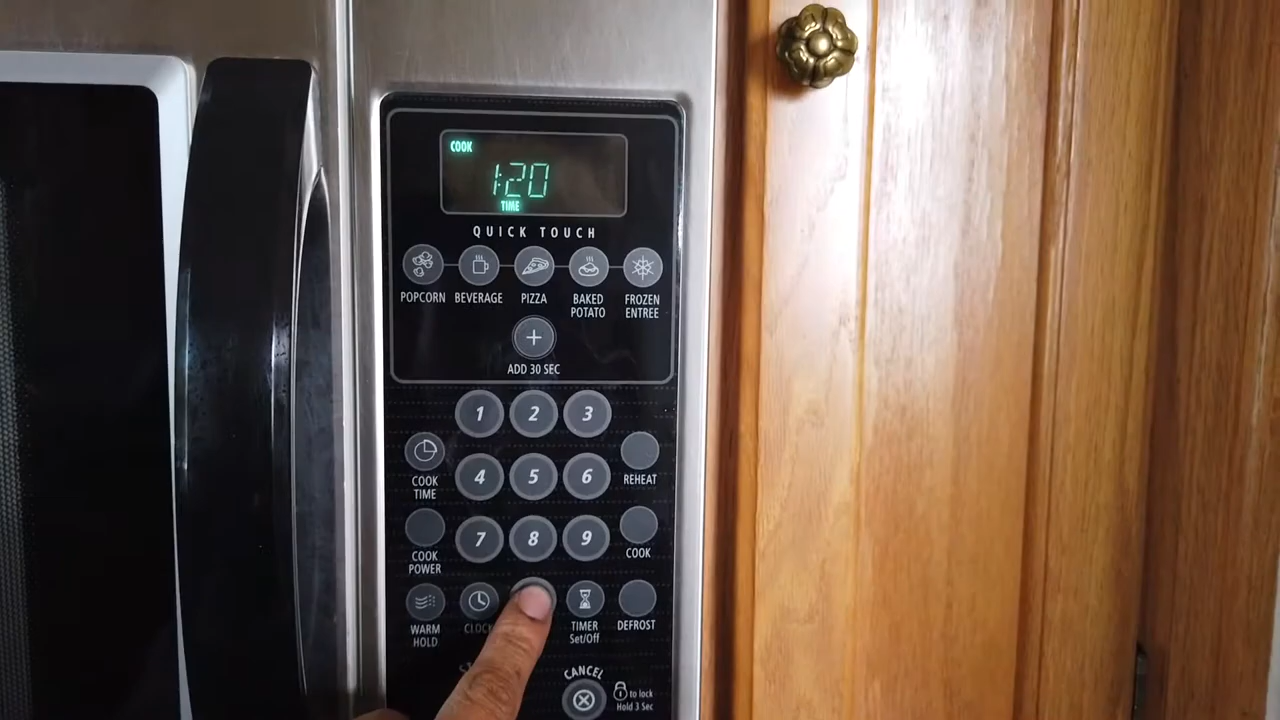 COOK
1:20
TIME
QUICK TOUCH
POPCORN BEVERAGE PIZZA BAKED POTATO FROZEN ENTREE
+
ADD 30 SEC
1 2 3
COOK TIME
4 5 6
REHEAT
7 8 9
COOK POWER
COOK
WARM HOLD
CLOCK
TIMER
Set/Off
DEFROST
CANCEL
to lock
Hold 3 Sec